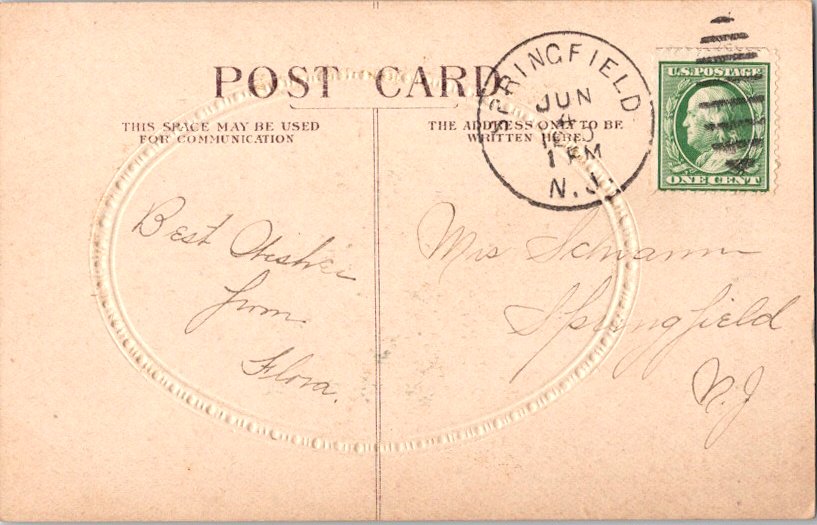 POST CARD
THIS SPACE MAY BE USED
FOR COMMUNICATION
THE ADDRESS ONLY TO BE
WRITTEN HERE
SPRINGFIELD
JUN
1 PM
N.J.
U.S. POSTAGE
ONE CENT
Best Wishes
from
Flora.
Mrs Schramm
Springfield
N.J